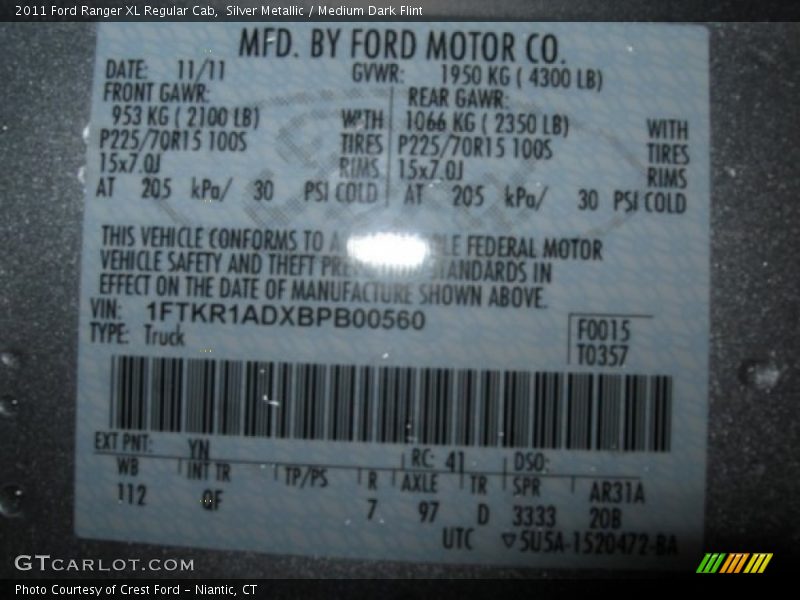 2011 Ford Ranger XL Regular Cab,  Silver Metallic / Medium Dark Flint
MFD. BY FORD MOTOR CO.
DATE: 11/11 GVWR: 1950 KG ( 4300 LB)
FRONT GAWR: REAR GAWR:
953 KG ( 2100 LB) WITH 1066 KG ( 2350 LB) WITH
P225/70R15 100S TIRES P225/70R15 100S TIRES
15x7.0J RIMS 15x7.0J RIMS
AT 205 kPa/ 30 PSI COLD AT 205 kPa/ 30 PSI COLD
THIS VEHICLE CONFORMS TO FEDERAL MOTOR
VEHICLE SAFETY AND THEFT STANDARDS IN
EFFECT ON THE DATE OF MANUFACTURE SHOWN ABOVE.
VIN: 1FTKR1ADXBPB00560
TYPE: Truck
F0015
T0357
EXT PNT: YN RC: 41 DSO:
WB INT TR TP/PS R AXLE TR SPR AR31A
112 QF 7 97 D 3333 20B
UTC ▽5U5A-1520472-BA
GTCARLOT.COM
Photo Courtesy of Crest Ford - Niantic, CT